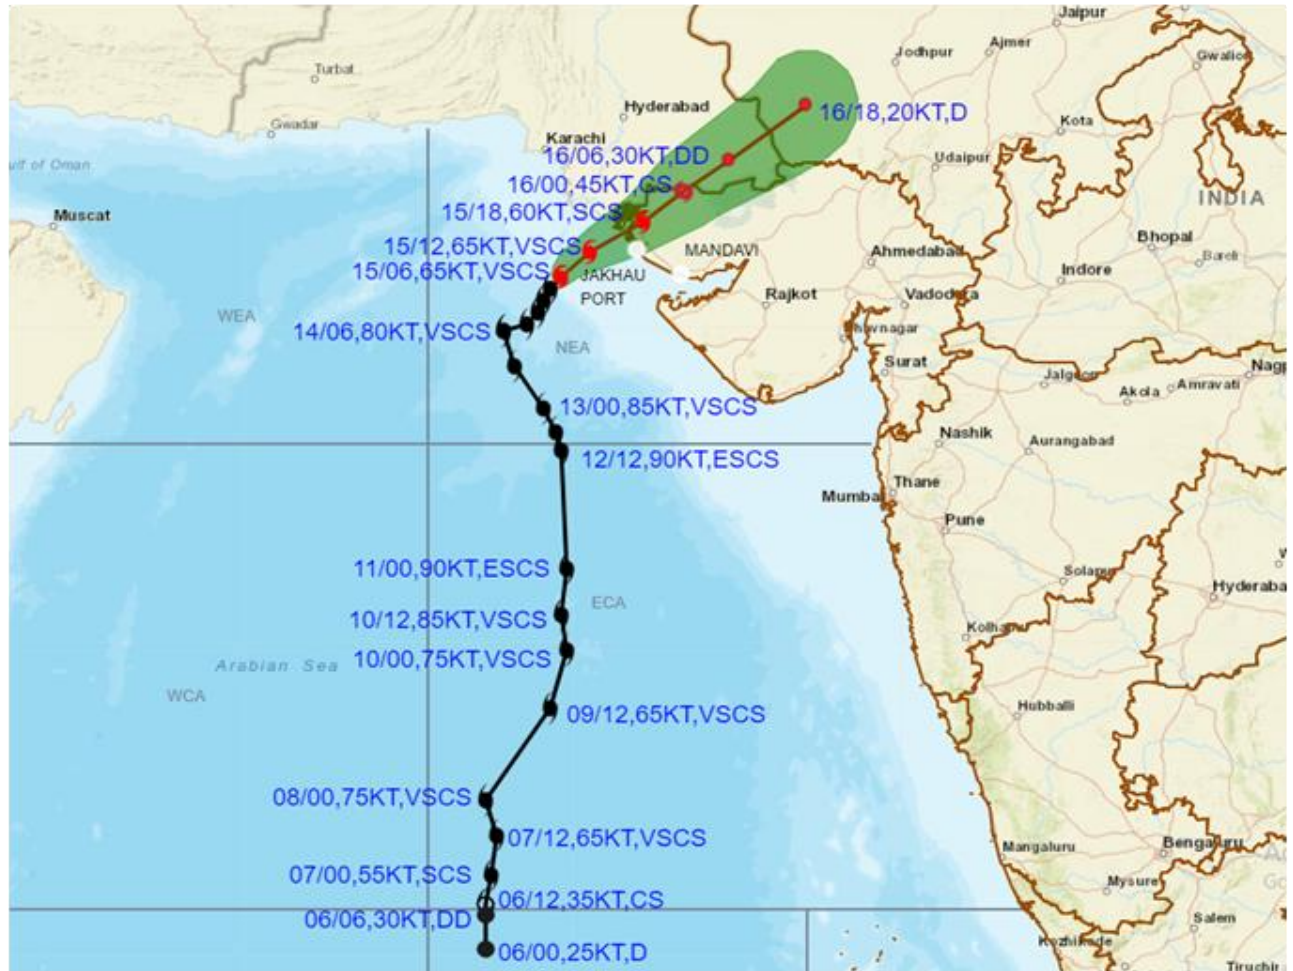 Jaipur
Jodhpur
Ajmer
Gwalior
Turbat
Hyderabad
16/18,20KT,D
Kota
Gwadar
Karachi
16/06,30KT,DD
Udaipur
Gulf of Oman
16/00,45KT,CS
INDIA
Muscat
15/18,60KT,SCS
Bhopal
15/12,65KT,VSCS
MANDAVI
Ahmedabad
Bareli
15/06,65KT,VSCS
JAKHAU
PORT
Indore
Rajkot
Vadodara
WEA
14/06,80KT,VSCS
NEA
Surat
Jalgaon
Akola
Amravati
13/00,85KT,VSCS
Nashik
Aurangabad
12/12,90KT,ESCS
Thane
Mumbai
Pune
11/00,90KT,ESCS
Solapur
ECA
10/12,85KT,VSCS
Kolhapur
10/00,75KT,VSCS
Arabian Sea
WCA
09/12,65KT,VSCS
Hubballi
08/00,75KT,VSCS
07/12,65KT,VSCS
Mangaluru
Bengaluru
07/00,55KT,SCS
Mysuru
06/12,35KT,CS
06/06,30KT,DD
Salem
Kozhikode
06/00,25KT,D